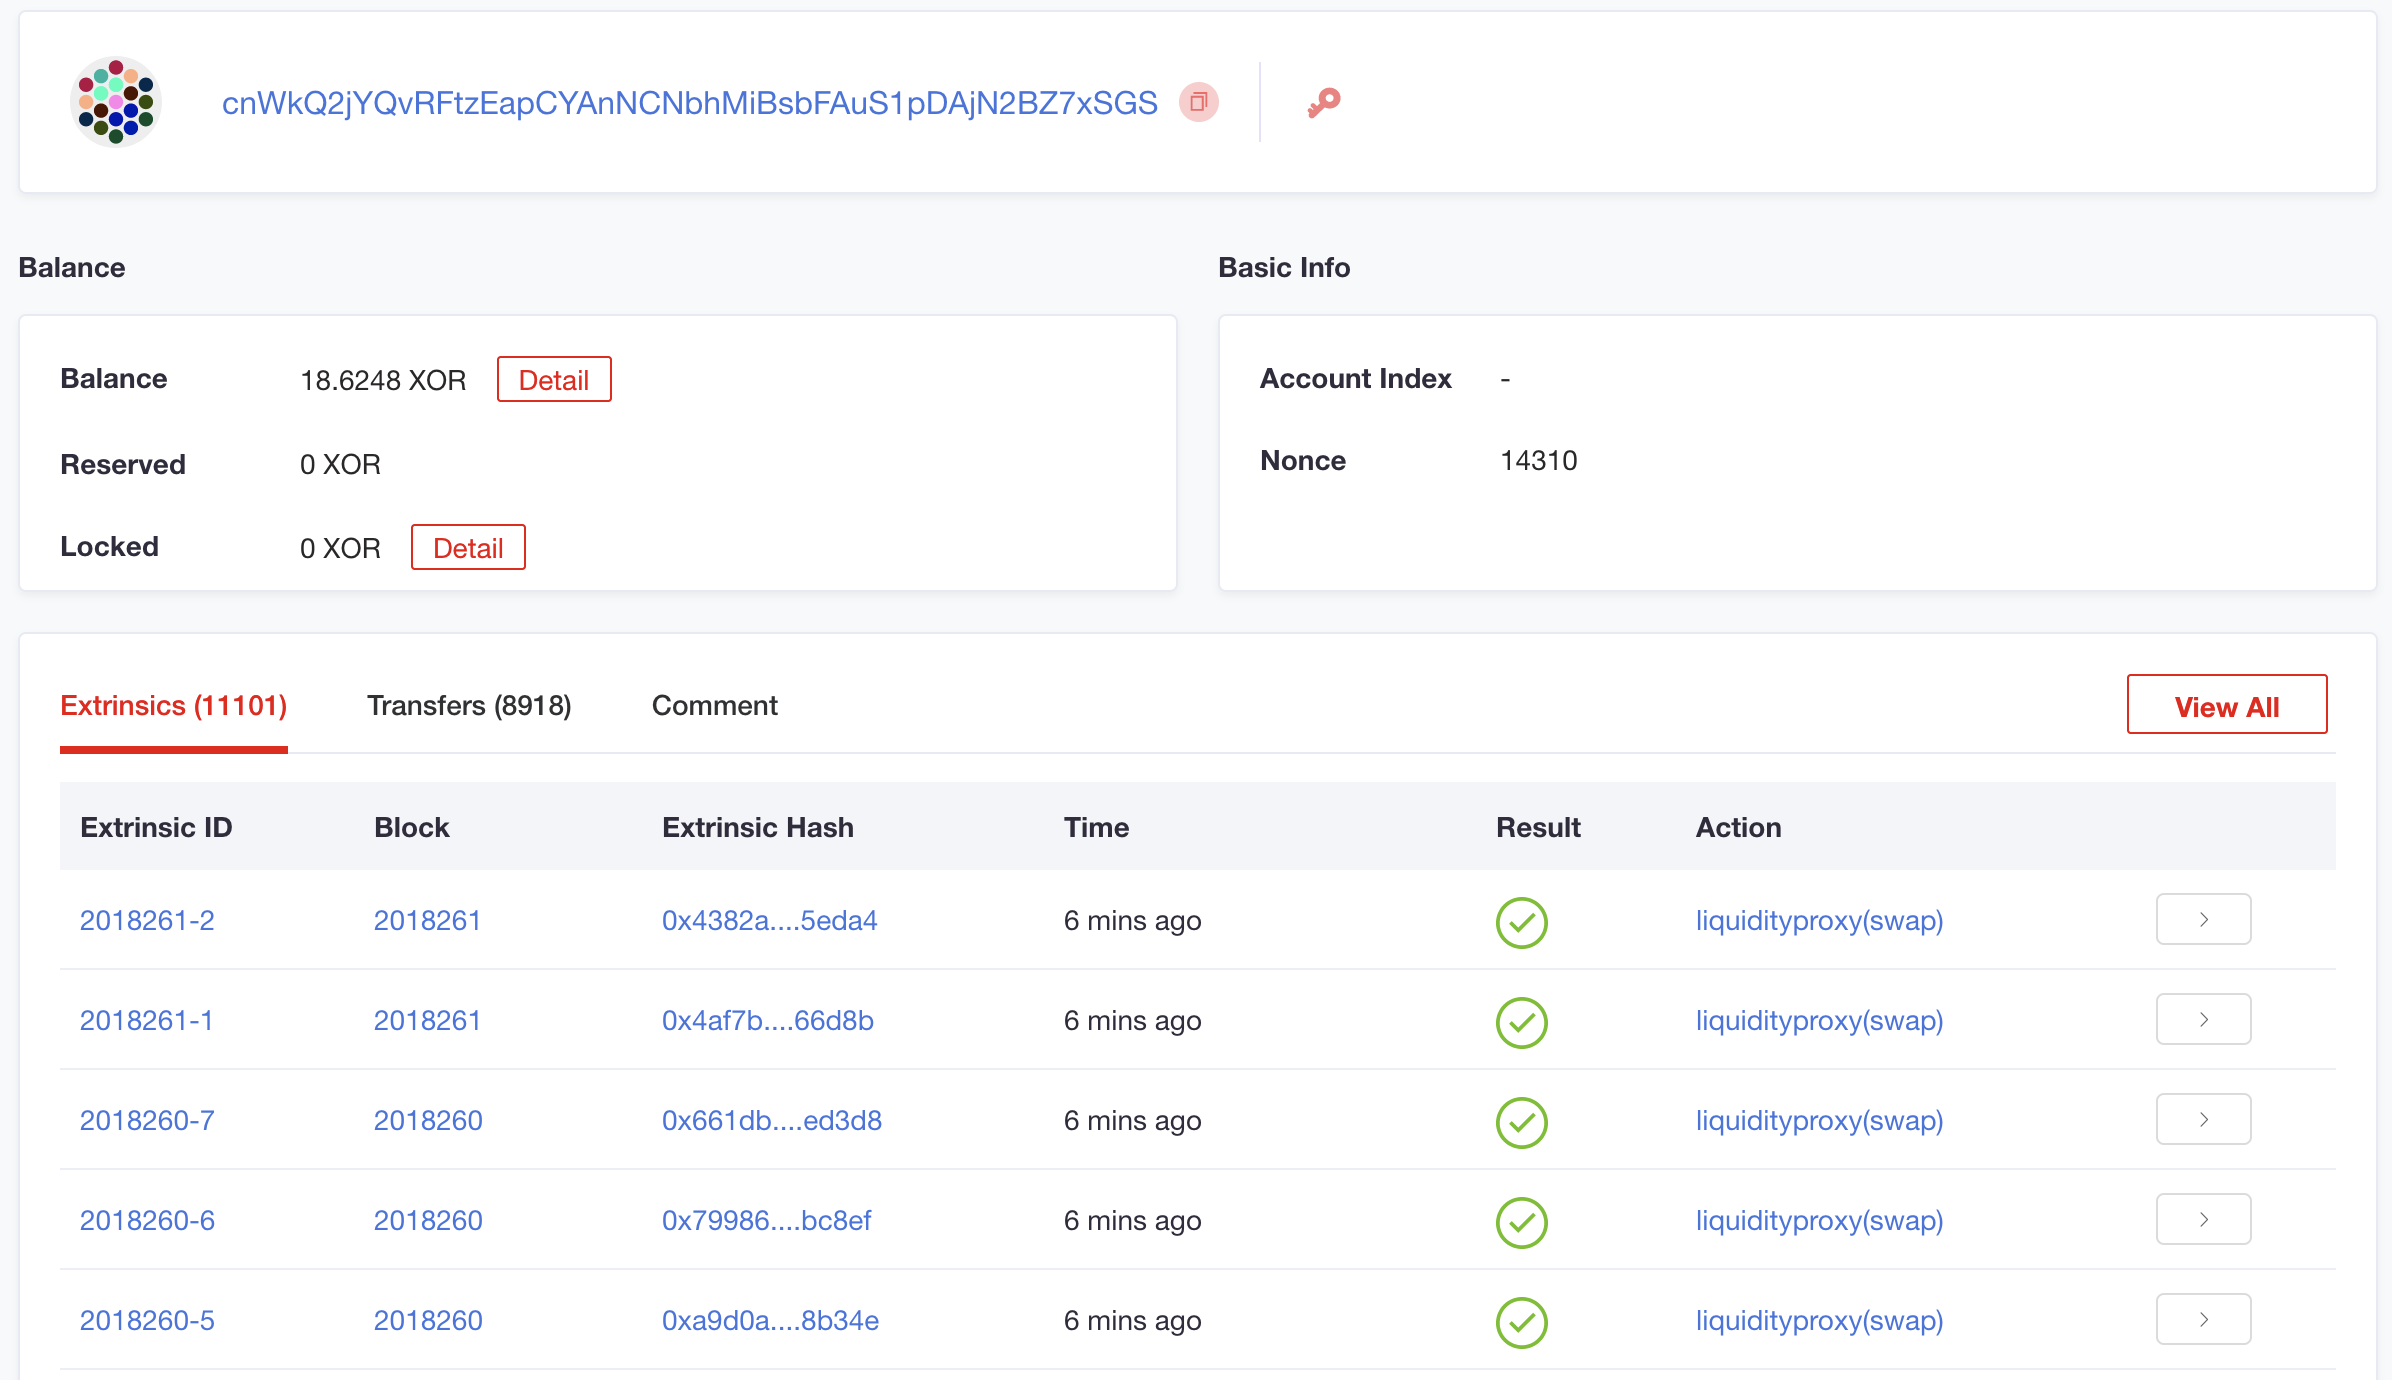 cnWkQ2jYQvRFtzEapCYAnNCNbhMiBsbFAuS1pDAjN2BZ7xSGS
Balance
Balance 18.6248 XOR Detail
Reserved 0 XOR
Locked 0 XOR Detail
Basic Info
Account Index -
Nonce 14310
Extrinsics (11101) Transfers (8918) Comment View All
Extrinsic ID Block Extrinsic Hash Time Result Action
2018261-2 2018261 0x4382a....5eda4 6 mins ago liquidityproxy(swap)
2018261-1 2018261 0x4af7b....66d8b 6 mins ago liquidityproxy(swap)
2018260-7 2018260 0x661db....ed3d8 6 mins ago liquidityproxy(swap)
2018260-6 2018260 0x79986....bc8ef 6 mins ago liquidityproxy(swap)
2018260-5 2018260 0xa9d0a....8b34e 6 mins ago liquidityproxy(swap)